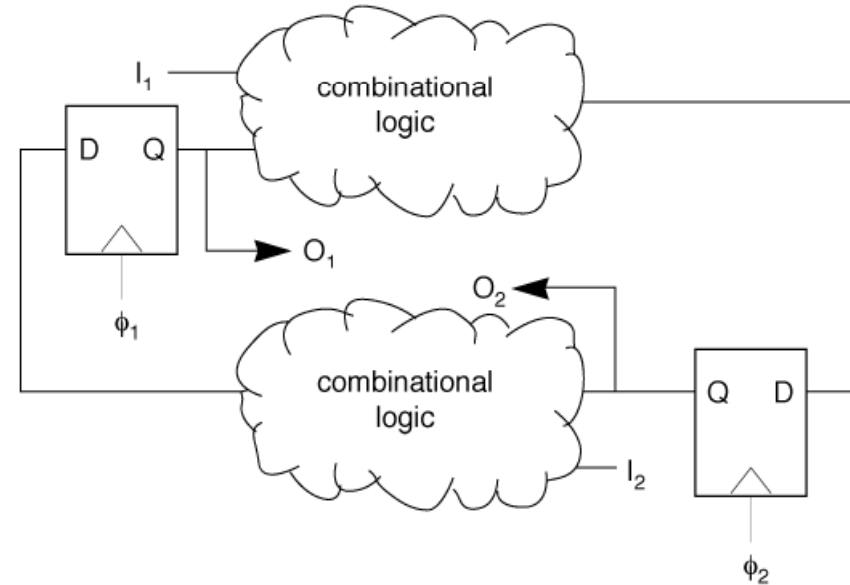 I₁
combinational
logic
D Q
O₁
ϕ₁
O₂
combinational
logic
Q D
I₂
ϕ₂